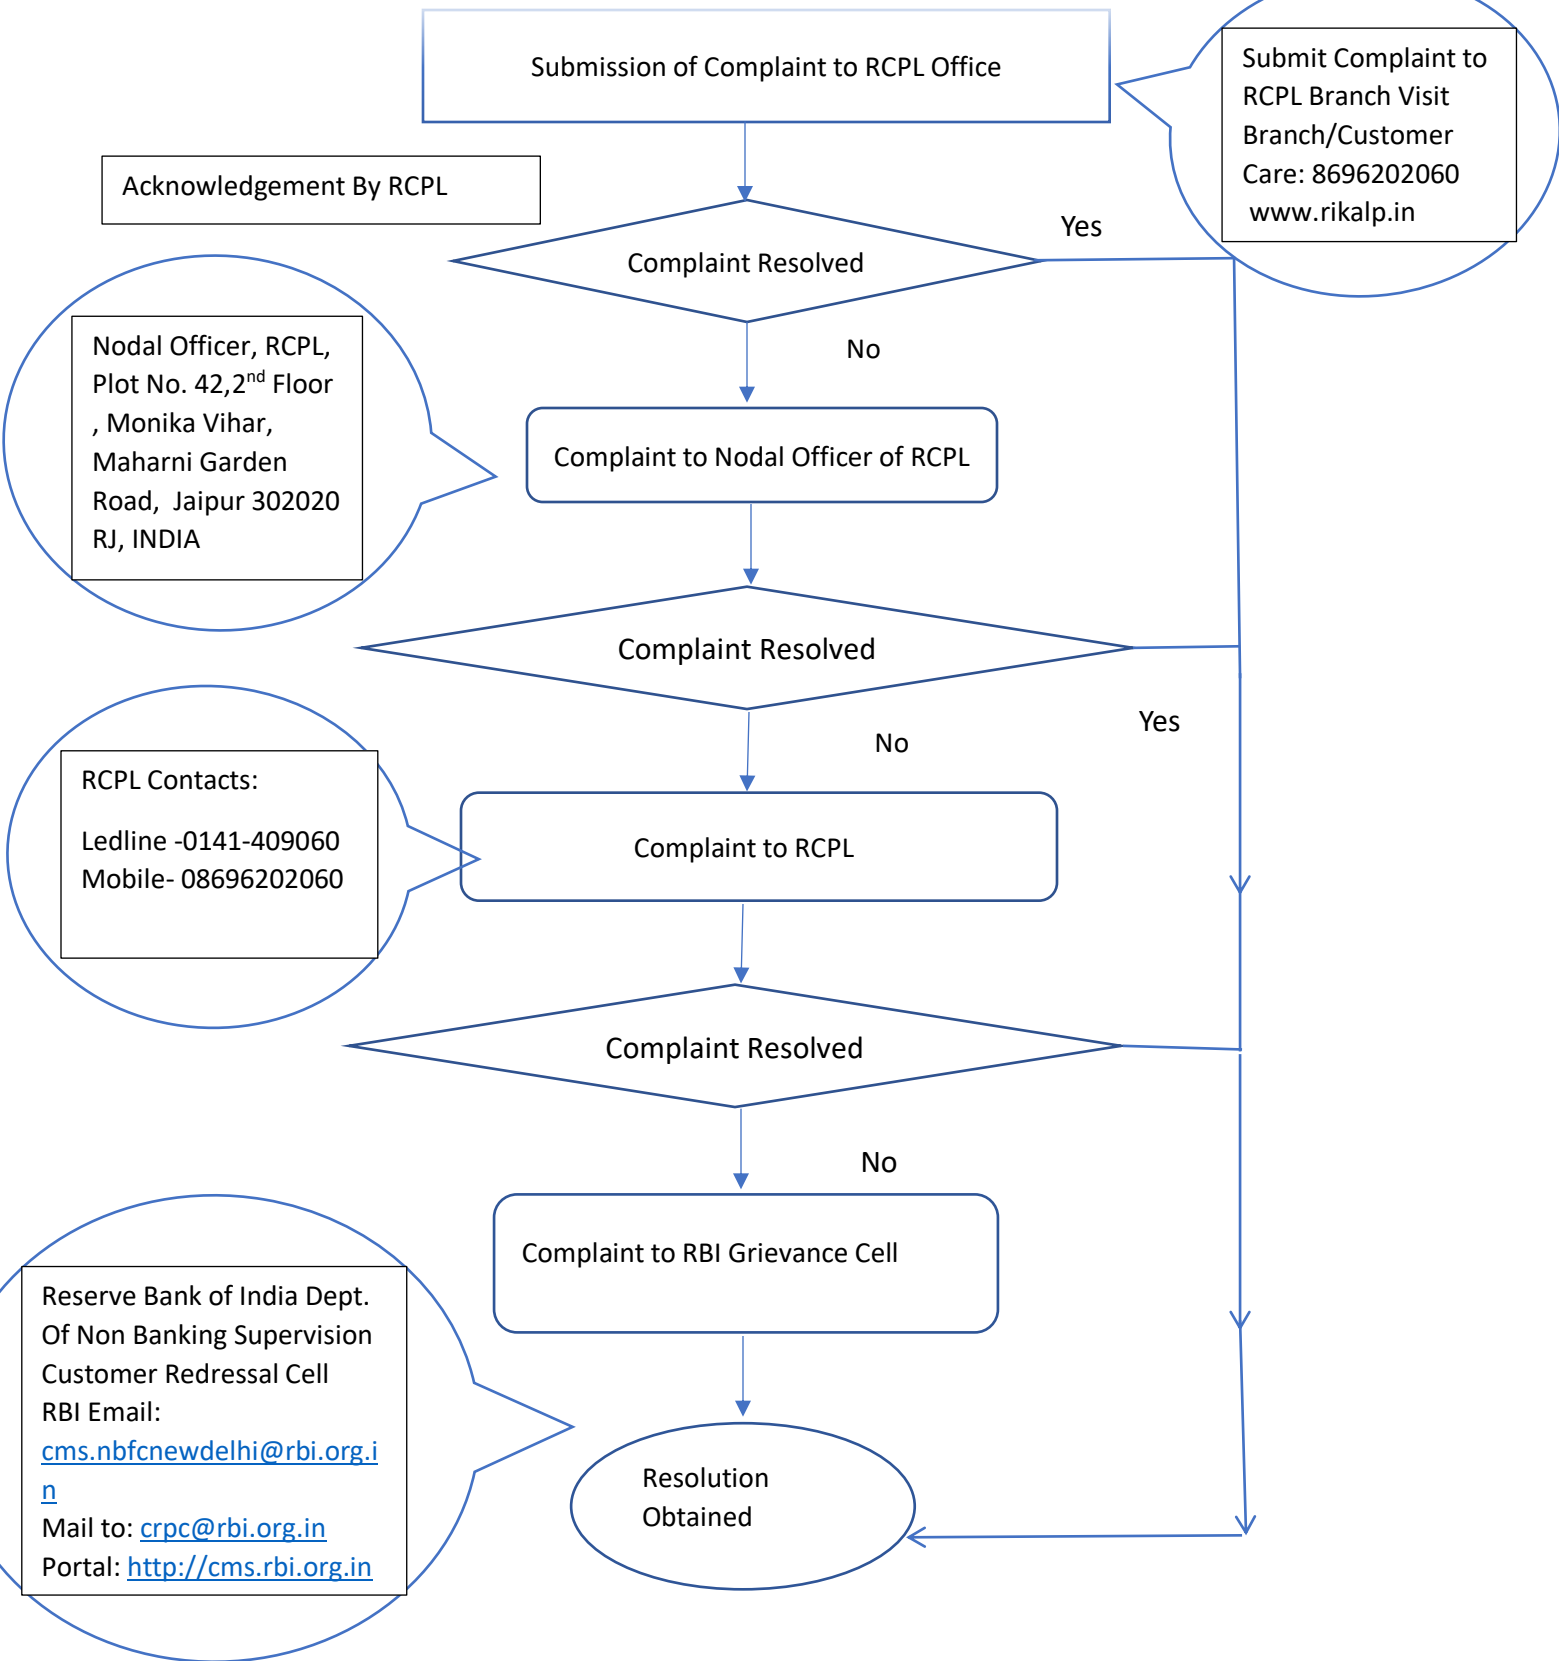 Submission of Complaint to RCPL Office
Submit Complaint to
RCPL Branch Visit
Branch/Customer
Care: 8696202060
www.rikalp.in
Acknowledgement By RCPL
Yes
Complaint Resolved
No
Nodal Officer, RCPL,
Plot No. 42,2nd Floor
, Monika Vihar,
Maharni Garden
Road, Jaipur 302020
RJ, INDIA
Complaint to Nodal Officer of RCPL
Complaint Resolved
Yes
No
RCPL Contacts:
Ledline -0141-409060
Mobile- 08696202060
Complaint to RCPL
Complaint Resolved
No
Complaint to RBI Grievance Cell
Reserve Bank of India Dept.
Of Non Banking Supervision
Customer Redressal Cell
RBI Email:
cms.nbfcnewdelhi@rbi.org.i
n
Mail to: crpc@rbi.org.in
Portal: http://cms.rbi.org.in
Resolution
Obtained